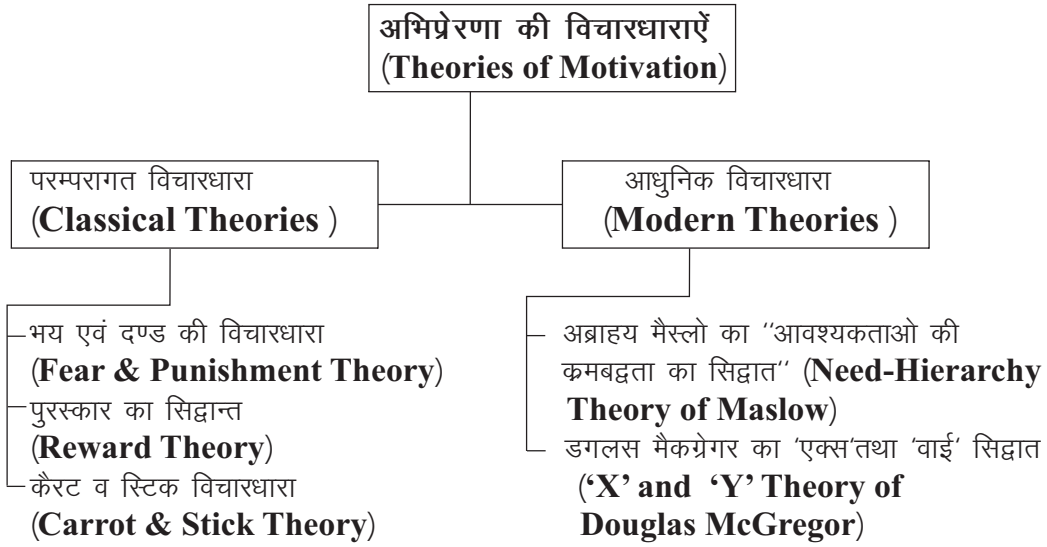 अभिप्रेरणा की विचारधाराऐं
(Theories of Motivation)
परम्परागत विचारधारा
(Classical Theories )
भय एवं दण्ड की विचारधारा
(Fear & Punishment Theory)
पुरस्कार का सिद्वान्त
(Reward Theory)
कैरट व स्टिक विचारधारा
(Carrot & Stick Theory)
आधुनिक विचारधारा
(Modern Theories )
अब्राहय मैस्लो का ''आवश्यकताओ की
क्रमबद्वता का सिद्वात'' (Need-Hierarchy
Theory of Maslow)
डगलस मैकग्रेगर का 'एक्स'तथा 'वाई' सिद्वात
(‘X’ and ‘Y’ Theory of
Douglas McGregor)